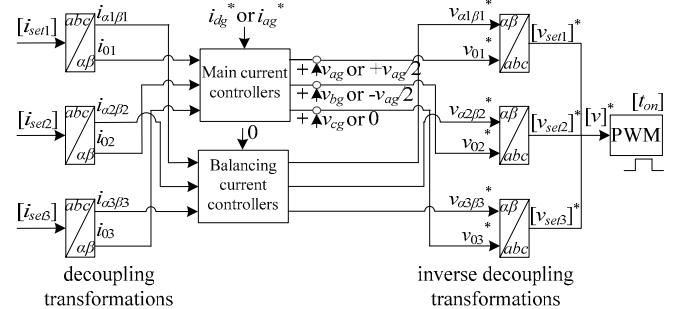 i_dg* or i_ag*
[i_set1] abc αβ i_α1β1 i_01
[i_set2] abc αβ i_α2β2 i_02
[i_set3] abc αβ i_α3β3 i_03
decoupling
transformations
Main current
controllers
0
Balancing
current
controllers
+ v_ag or +v_ag/2
+ v_bg or -v_ag/2
+ v_cg or 0
v_α1β1* v_01* αβ abc [v_set1]*
v_α2β2* v_02* αβ abc [v_set2]*
v_α3β3* v_03* αβ abc [v_set3]*
inverse decoupling
transformations
[v]*
[t_on]
PWM